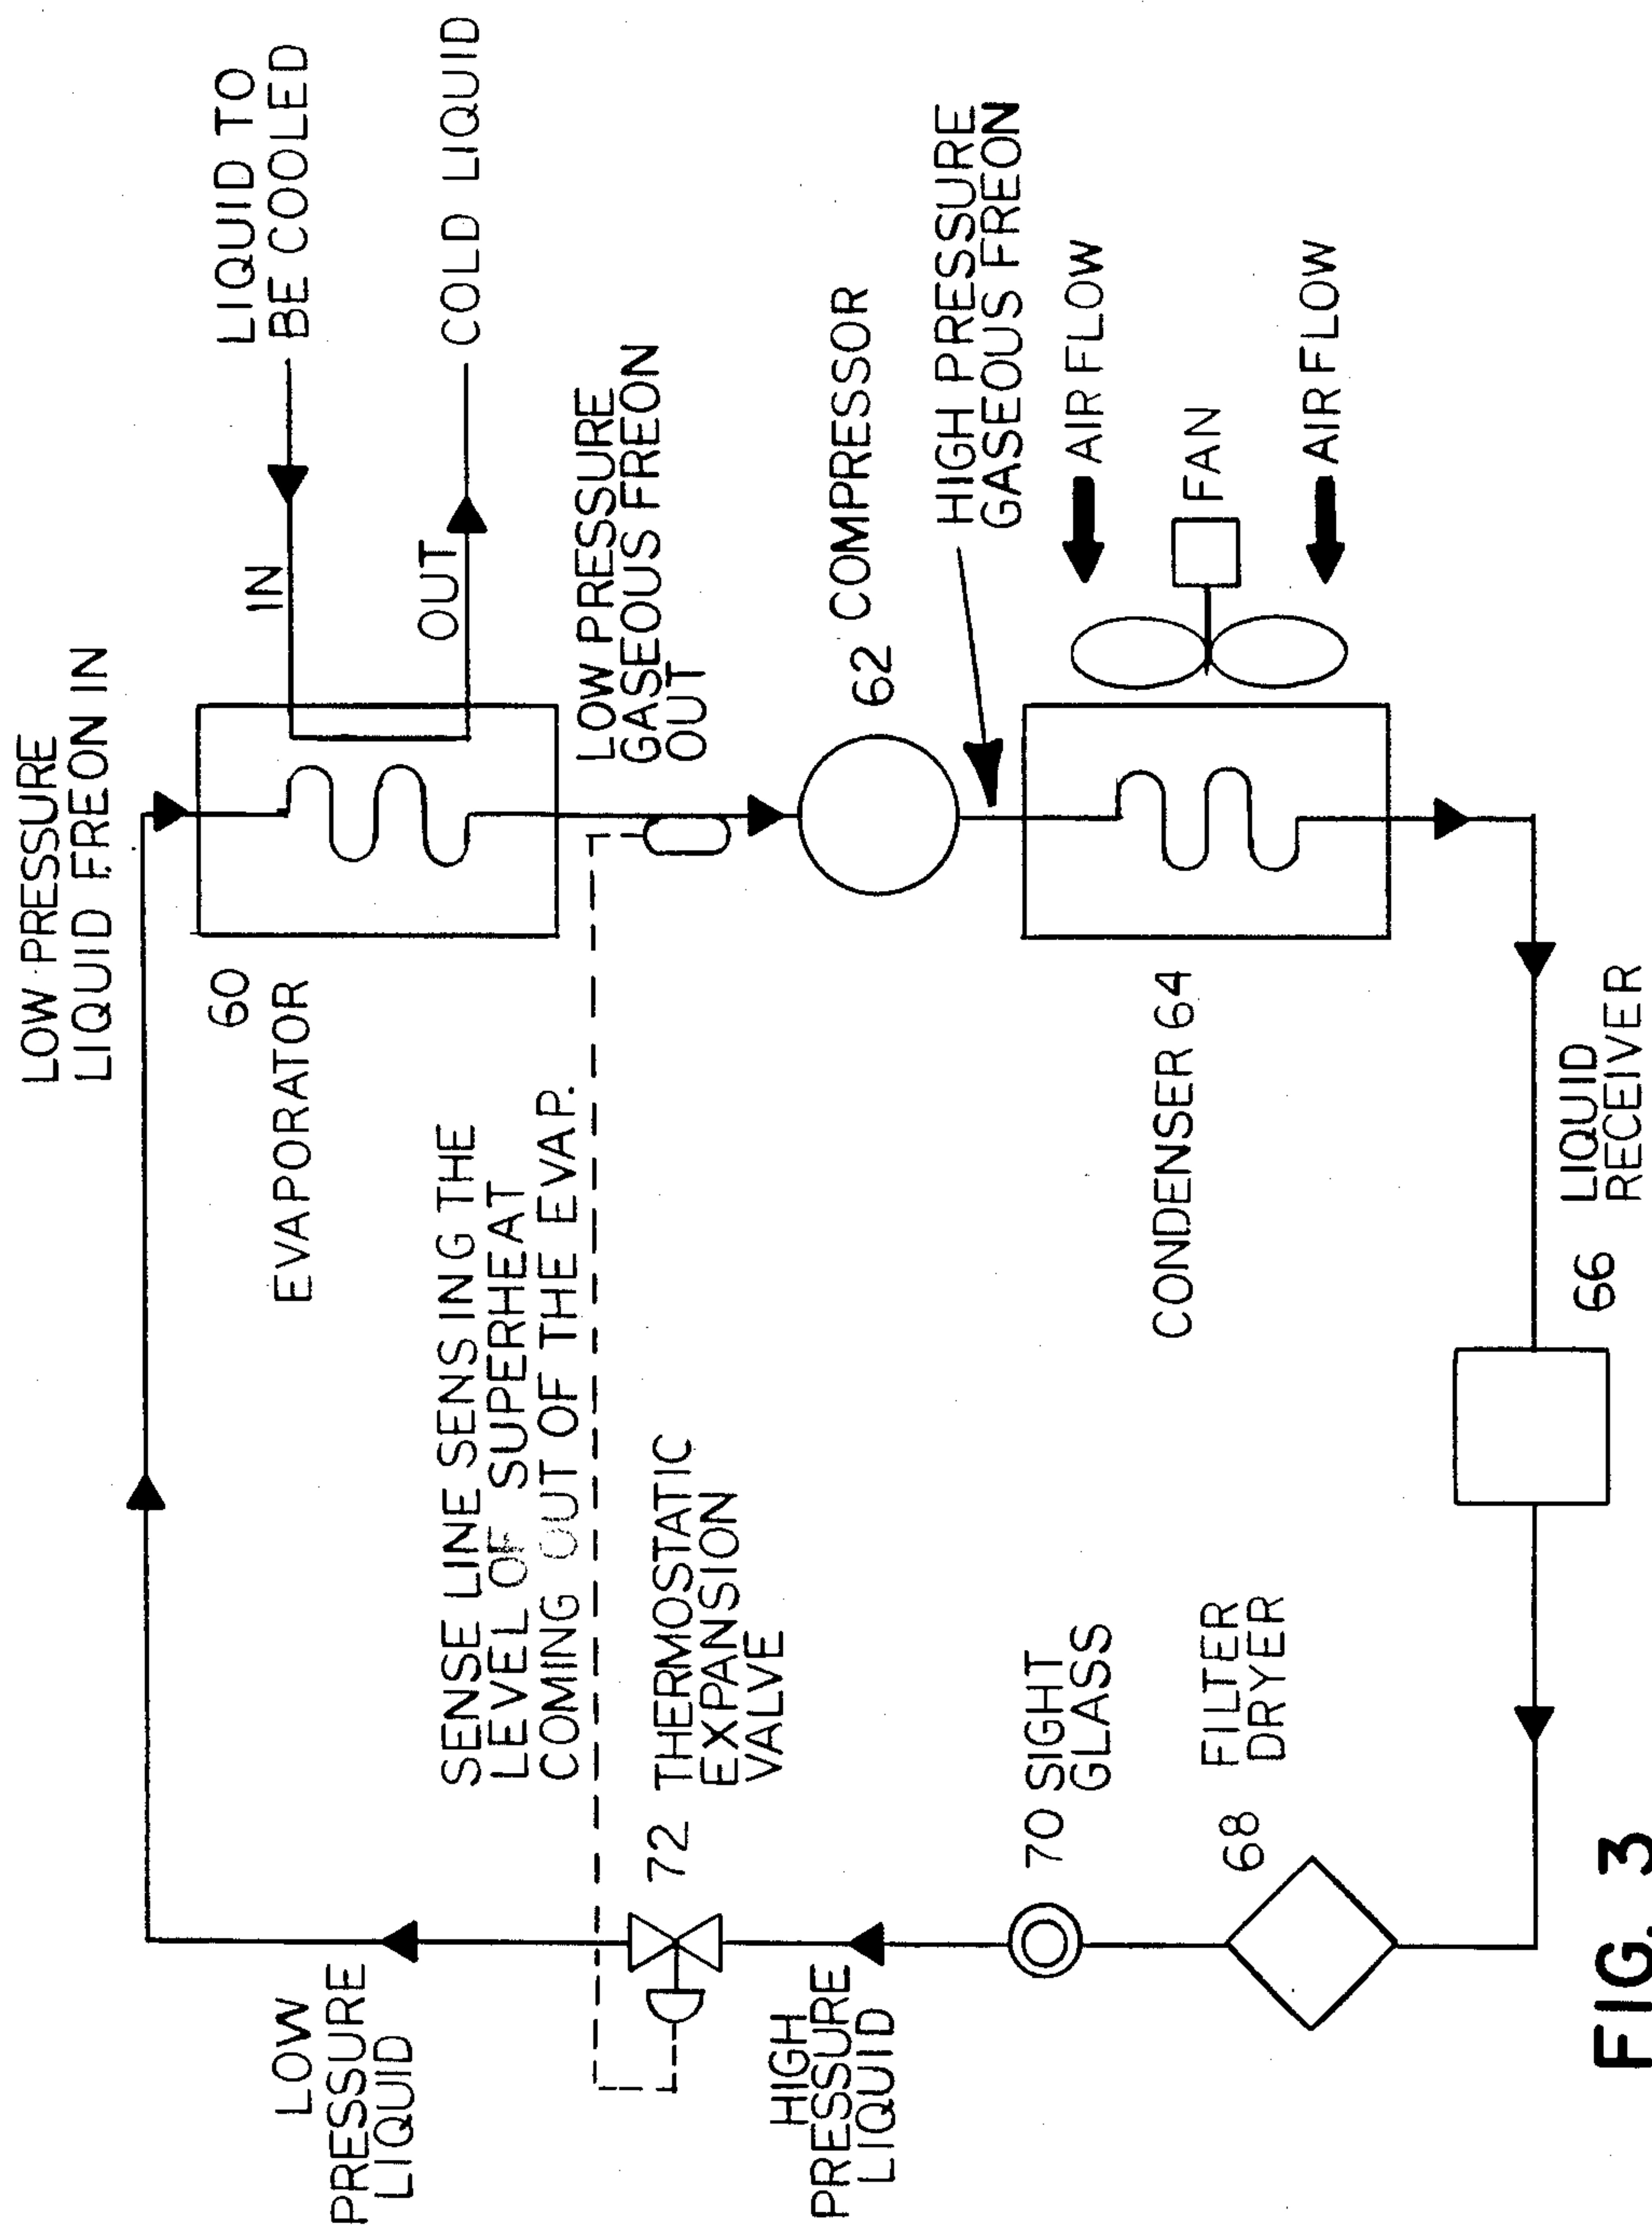 LOW PRESSURE
LIQUID FREON IN
LIQUID TO
BE COOLED
IN
OUT
COLD LIQUID
60
EVAPORATOR
LOW PRESSURE
GASEOUS FREON
OUT
LOW
PRESSURE
LIQUID
SENSE LINE SENSING THE
LEVEL OF SUPERHEAT
COMING OUT OF THE EVAP.
72 THERMOSTATIC
EXPANSION
VALVE
62 COMPRESSOR
HIGH
PRESSURE
LIQUID
HIGH PRESSURE
GASEOUS FREON
70 SIGHT
GLASS
AIR FLOW
FAN
AIR FLOW
CONDENSER 64
68 FILTER
DRYER
66 LIQUID
RECEIVER
FIG. 3